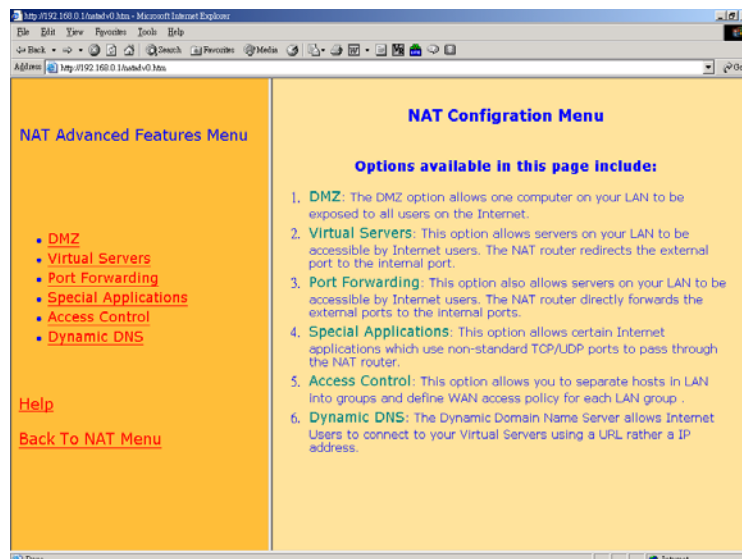 http://192.168.0.1/natadv0.htm - Microsoft Internet Explorer
File Edit View Favorites Tools Help
Back Search Favorites Media
Address http://192.168.0.1/natadv0.htm Go
NAT Advanced Features Menu
DMZ
Virtual Servers
Port Forwarding
Special Applications
Access Control
Dynamic DNS
Help
Back To NAT Menu
NAT Configration Menu
Options available in this page include:
1. DMZ: The DMZ option allows one computer on your LAN to be
exposed to all users on the Internet.
2. Virtual Servers: This option allows servers on your LAN to be
accessible by Internet users. The NAT router redirects the external
port to the internal port.
3. Port Forwarding: This option also allows servers on your LAN to be
accessible by Internet users. The NAT router directly forwards the
external ports to the internal ports.
4. Special Applications: This option allows certain Internet
applications which use non-standard TCP/UDP ports to pass through
the NAT router.
5. Access Control: This option allows you to separate hosts in LAN
into groups and define WAN access policy for each LAN group .
6. Dynamic DNS: The Dynamic Domain Name Server allows Internet
Users to connect to your Virtual Servers using a URL rather a IP
address.